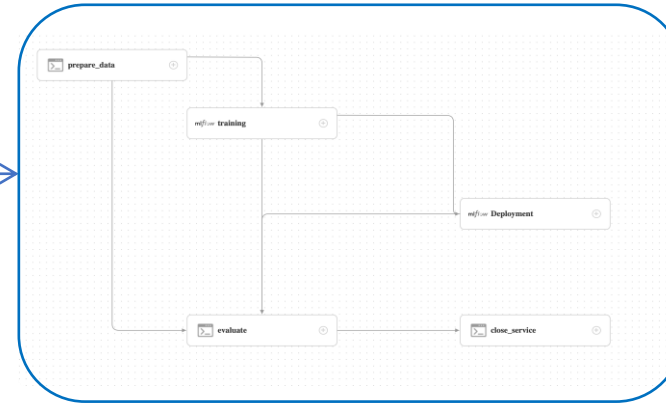 prepare_data
mlflow training
mlflow Deployment
evaluate
close_service